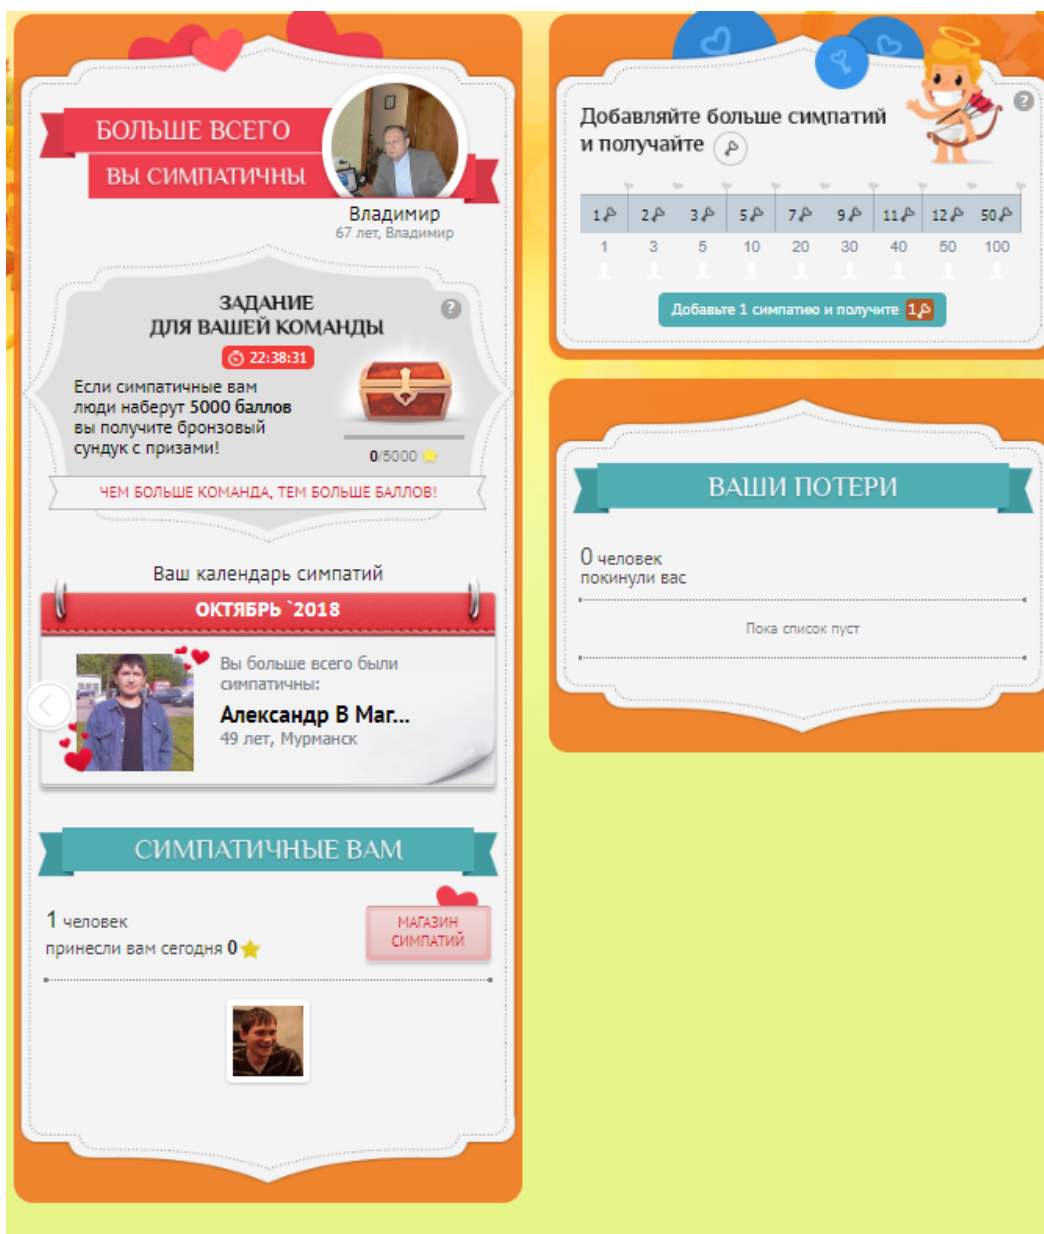 БОЛЬШЕ ВСЕГО
ВЫ СИМПАТИЧНЫ
Владимир
67 лет, Владимир
ЗАДАНИЕ
ДЛЯ ВАШЕЙ КОМАНДЫ
?
22:38:31
Если симпатичные вам
люди наберут 5000 баллов
вы получите бронзовый
сундук с призами!
0/5000
ЧЕМ БОЛЬШЕ КОМАНДА, ТЕМ БОЛЬШЕ БАЛЛОВ!
Ваш календарь симпатий
ОКТЯБРЬ `2018
Вы больше всего были
симпатичны:
Александр В Маг...
49 лет, Мурманск
СИМПАТИЧНЫЕ ВАМ
1 человек
принесли вам сегодня 0
МАГАЗИН
СИМПАТИЙ
Добавляйте больше симпатий
и получайте
?
1 2 3 5 7 9 11 12 50
1 3 5 10 20 30 40 50 100
Добавьте 1 симпатию и получите 1
ВАШИ ПОТЕРИ
0 человек
покинули вас
Пока список пуст